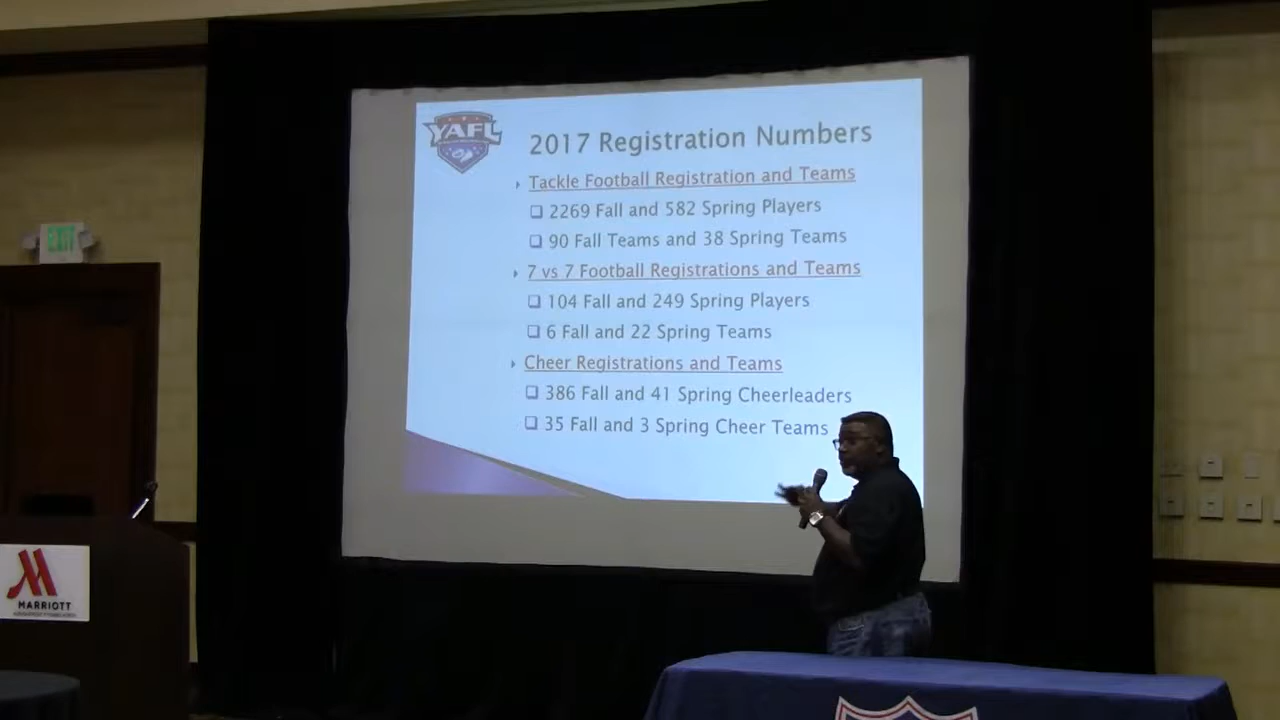 YAFL
2017 Registration Numbers
Tackle Football Registration and Teams
2269 Fall and 582 Spring Players
90 Fall Teams and 38 Spring Teams
7 vs 7 Football Registrations and Teams
104 Fall and 249 Spring Players
6 Fall and 22 Spring Teams
Cheer Registrations and Teams
386 Fall and 41 Spring Cheerleaders
35 Fall and 3 Spring Cheer Teams
EXIT
MARRIOTT